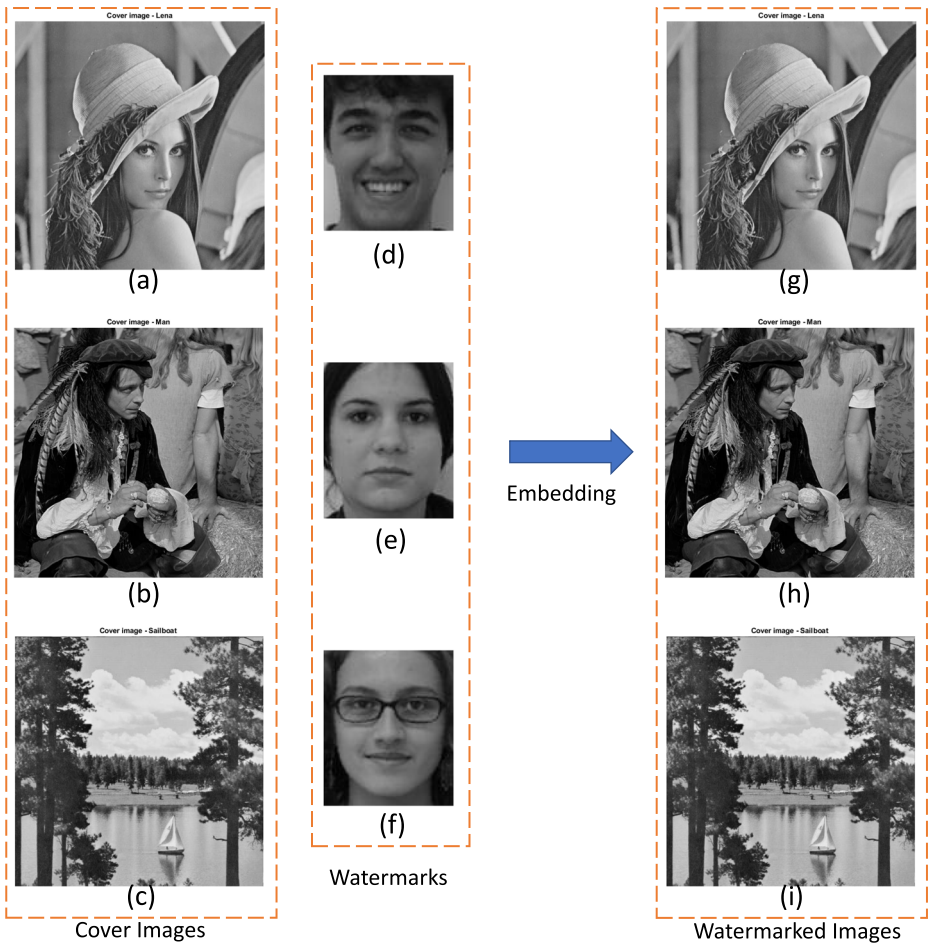 Cover image - Lena
(a)
Cover image - Man
(b)
Cover image - Sailboat
(c)
Cover Images
(d)
(e)
(f)
Watermarks
Embedding
Cover image - Lena
(g)
Cover image - Man
(h)
Cover image - Sailboat
(i)
Watermarked Images